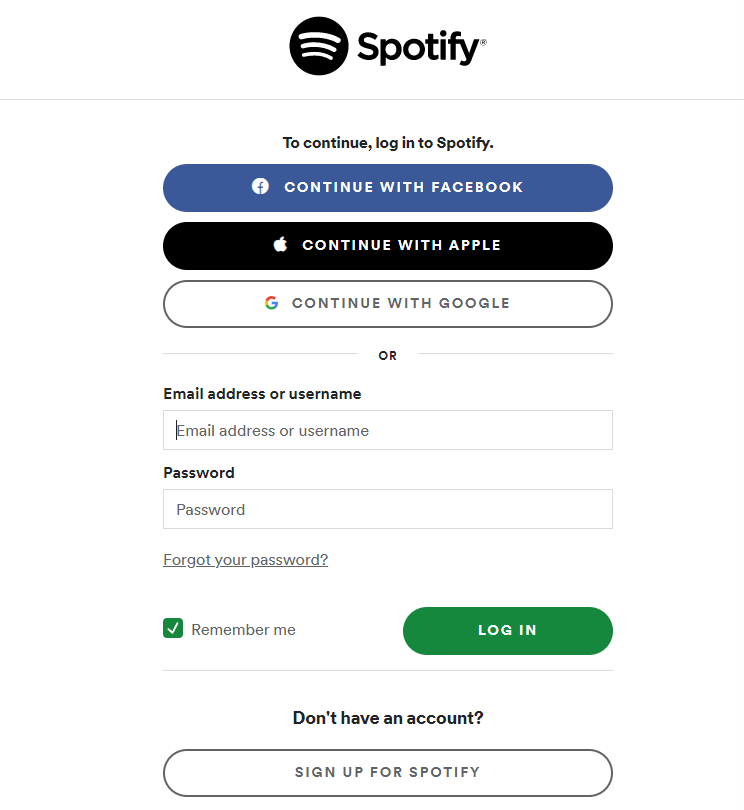 Spotify®
To continue, log in to Spotify.
CONTINUE WITH FACEBOOK
CONTINUE WITH APPLE
CONTINUE WITH GOOGLE
OR
Email address or username
Email address or username
Password
Password
Forgot your password?
Remember me
LOG IN
Don't have an account?
SIGN UP FOR SPOTIFY